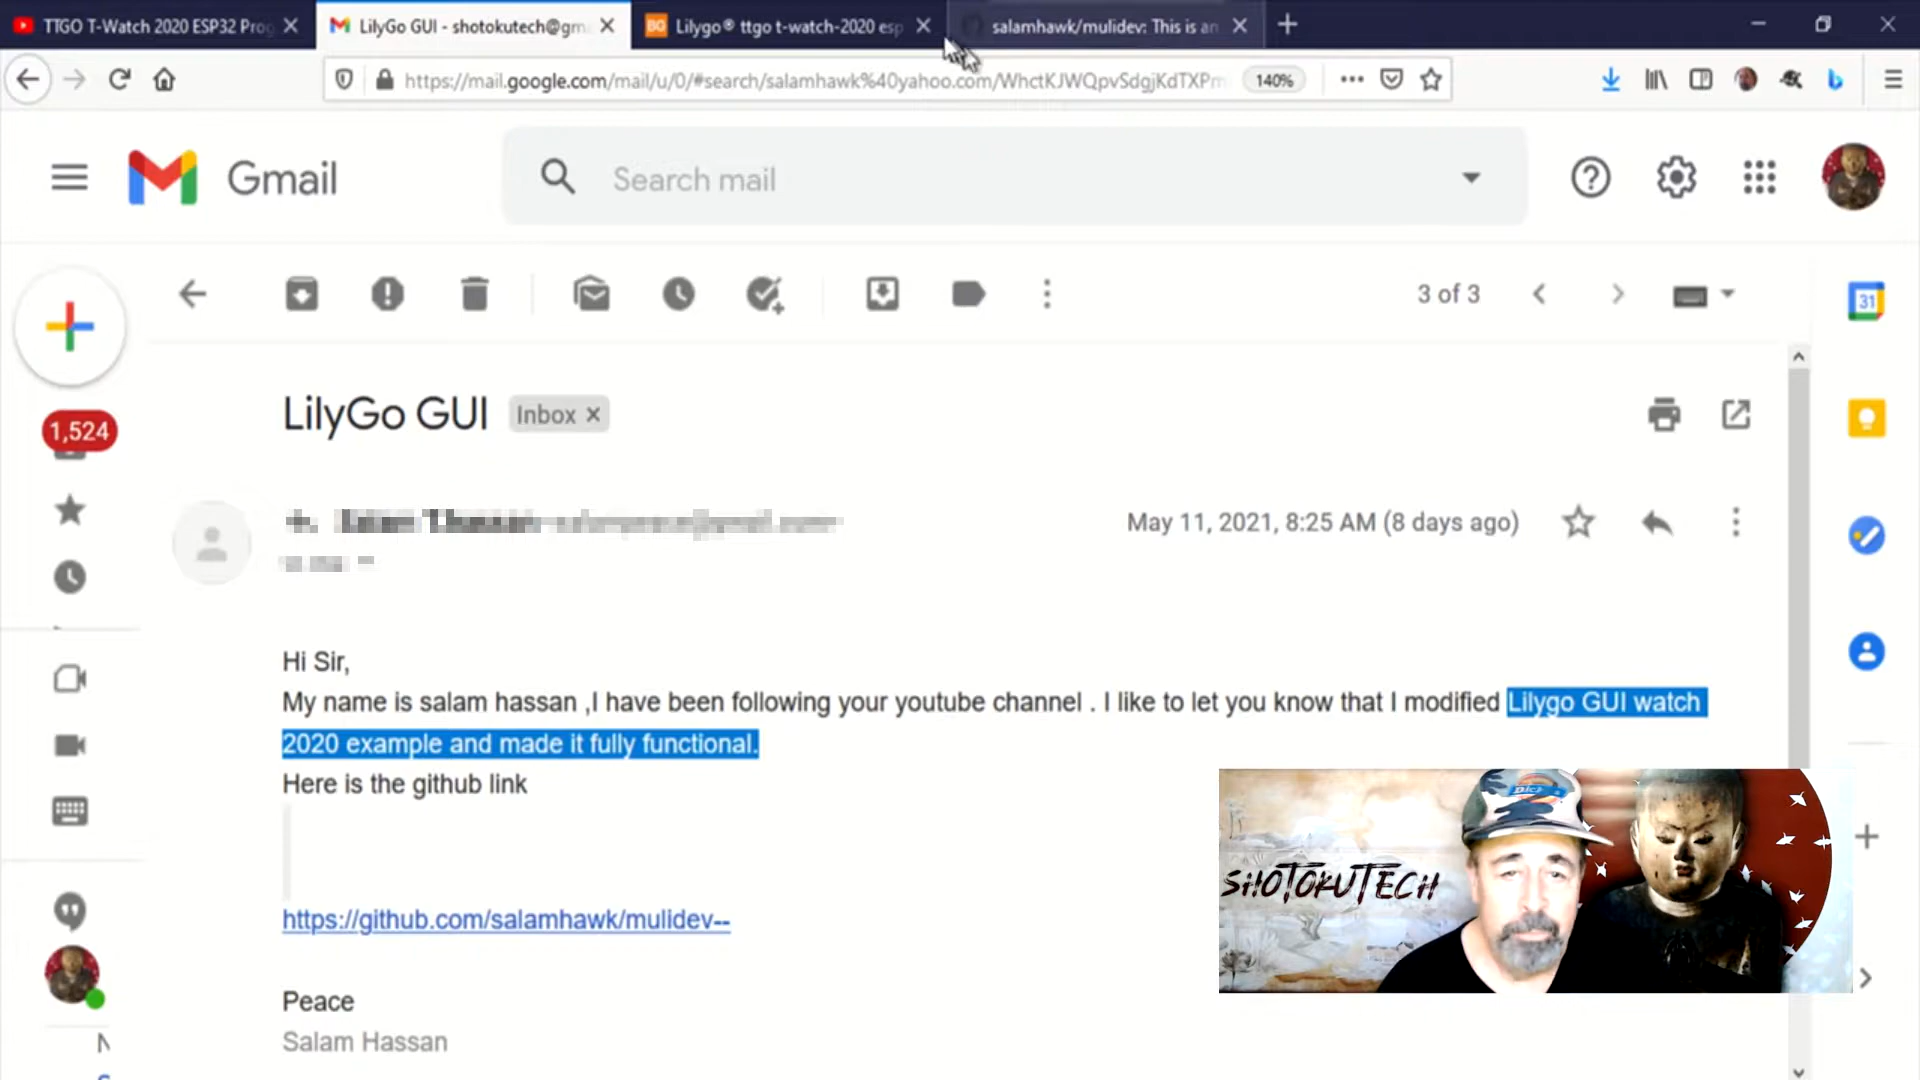 TTGO T-Watch 2020 ESP32 Prog
LilyGo GUI - shotokutech@gm
BG Lilygo® ttgo t-watch-2020 esp
salamhawk/mulidev: This is an
https://mail.google.com/mail/u/0/#search/salamhawk%40yahoo.com/WhctKJWQpvSdgjKdTXPm
140%
Gmail
Search mail
3 of 3
31
1,524
LilyGo GUI
Inbox
May 11, 2021, 8:25 AM (8 days ago)
Hi Sir,
My name is salam hassan ,I have been following your youtube channel . I like to let you know that I modified Lilygo GUI watch
2020 example and made it fully functional.
Here is the github link
https://github.com/salamhawk/mulidev--
SHOTOKUTECH
Peace
Salam Hassan